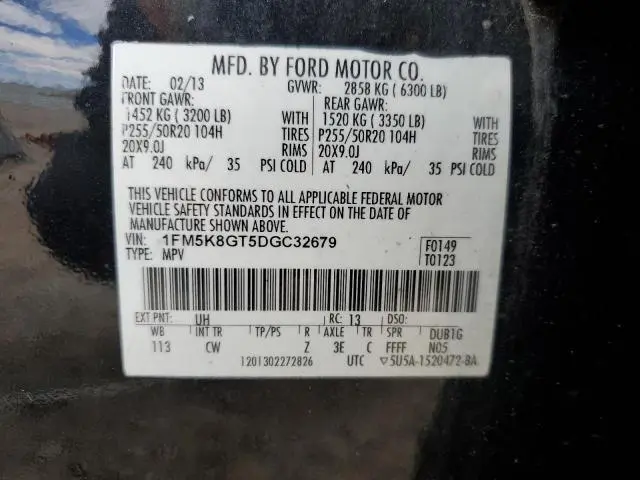 MFD. BY FORD MOTOR CO.
DATE: 02/13 GVWR: 2858 KG ( 6300 LB)
FRONT GAWR: REAR GAWR:
1452 KG ( 3200 LB) WITH 1520 KG ( 3350 LB) WITH
P255/50R20 104H TIRES P255/50R20 104H TIRES
20X9.0J RIMS 20X9.0J RIMS
AT 240 kPa/ 35 PSI COLD AT 240 kPa/ 35 PSI COLD
THIS VEHICLE CONFORMS TO ALL APPLICABLE FEDERAL MOTOR
VEHICLE SAFETY STANDARDS IN EFFECT ON THE DATE OF
MANUFACTURE SHOWN ABOVE.
VIN: 1FM5K8GT5DGC32679 F0149
TYPE: MPV T0123
EXT PNT: UH RC: 13 DSO:
WB INT TR TP/PS R AXLE TR SPR DUB1G
113 CW Z 3E C FFFF N05
1201302272826 UTC ▽5U5A-1520472-BA